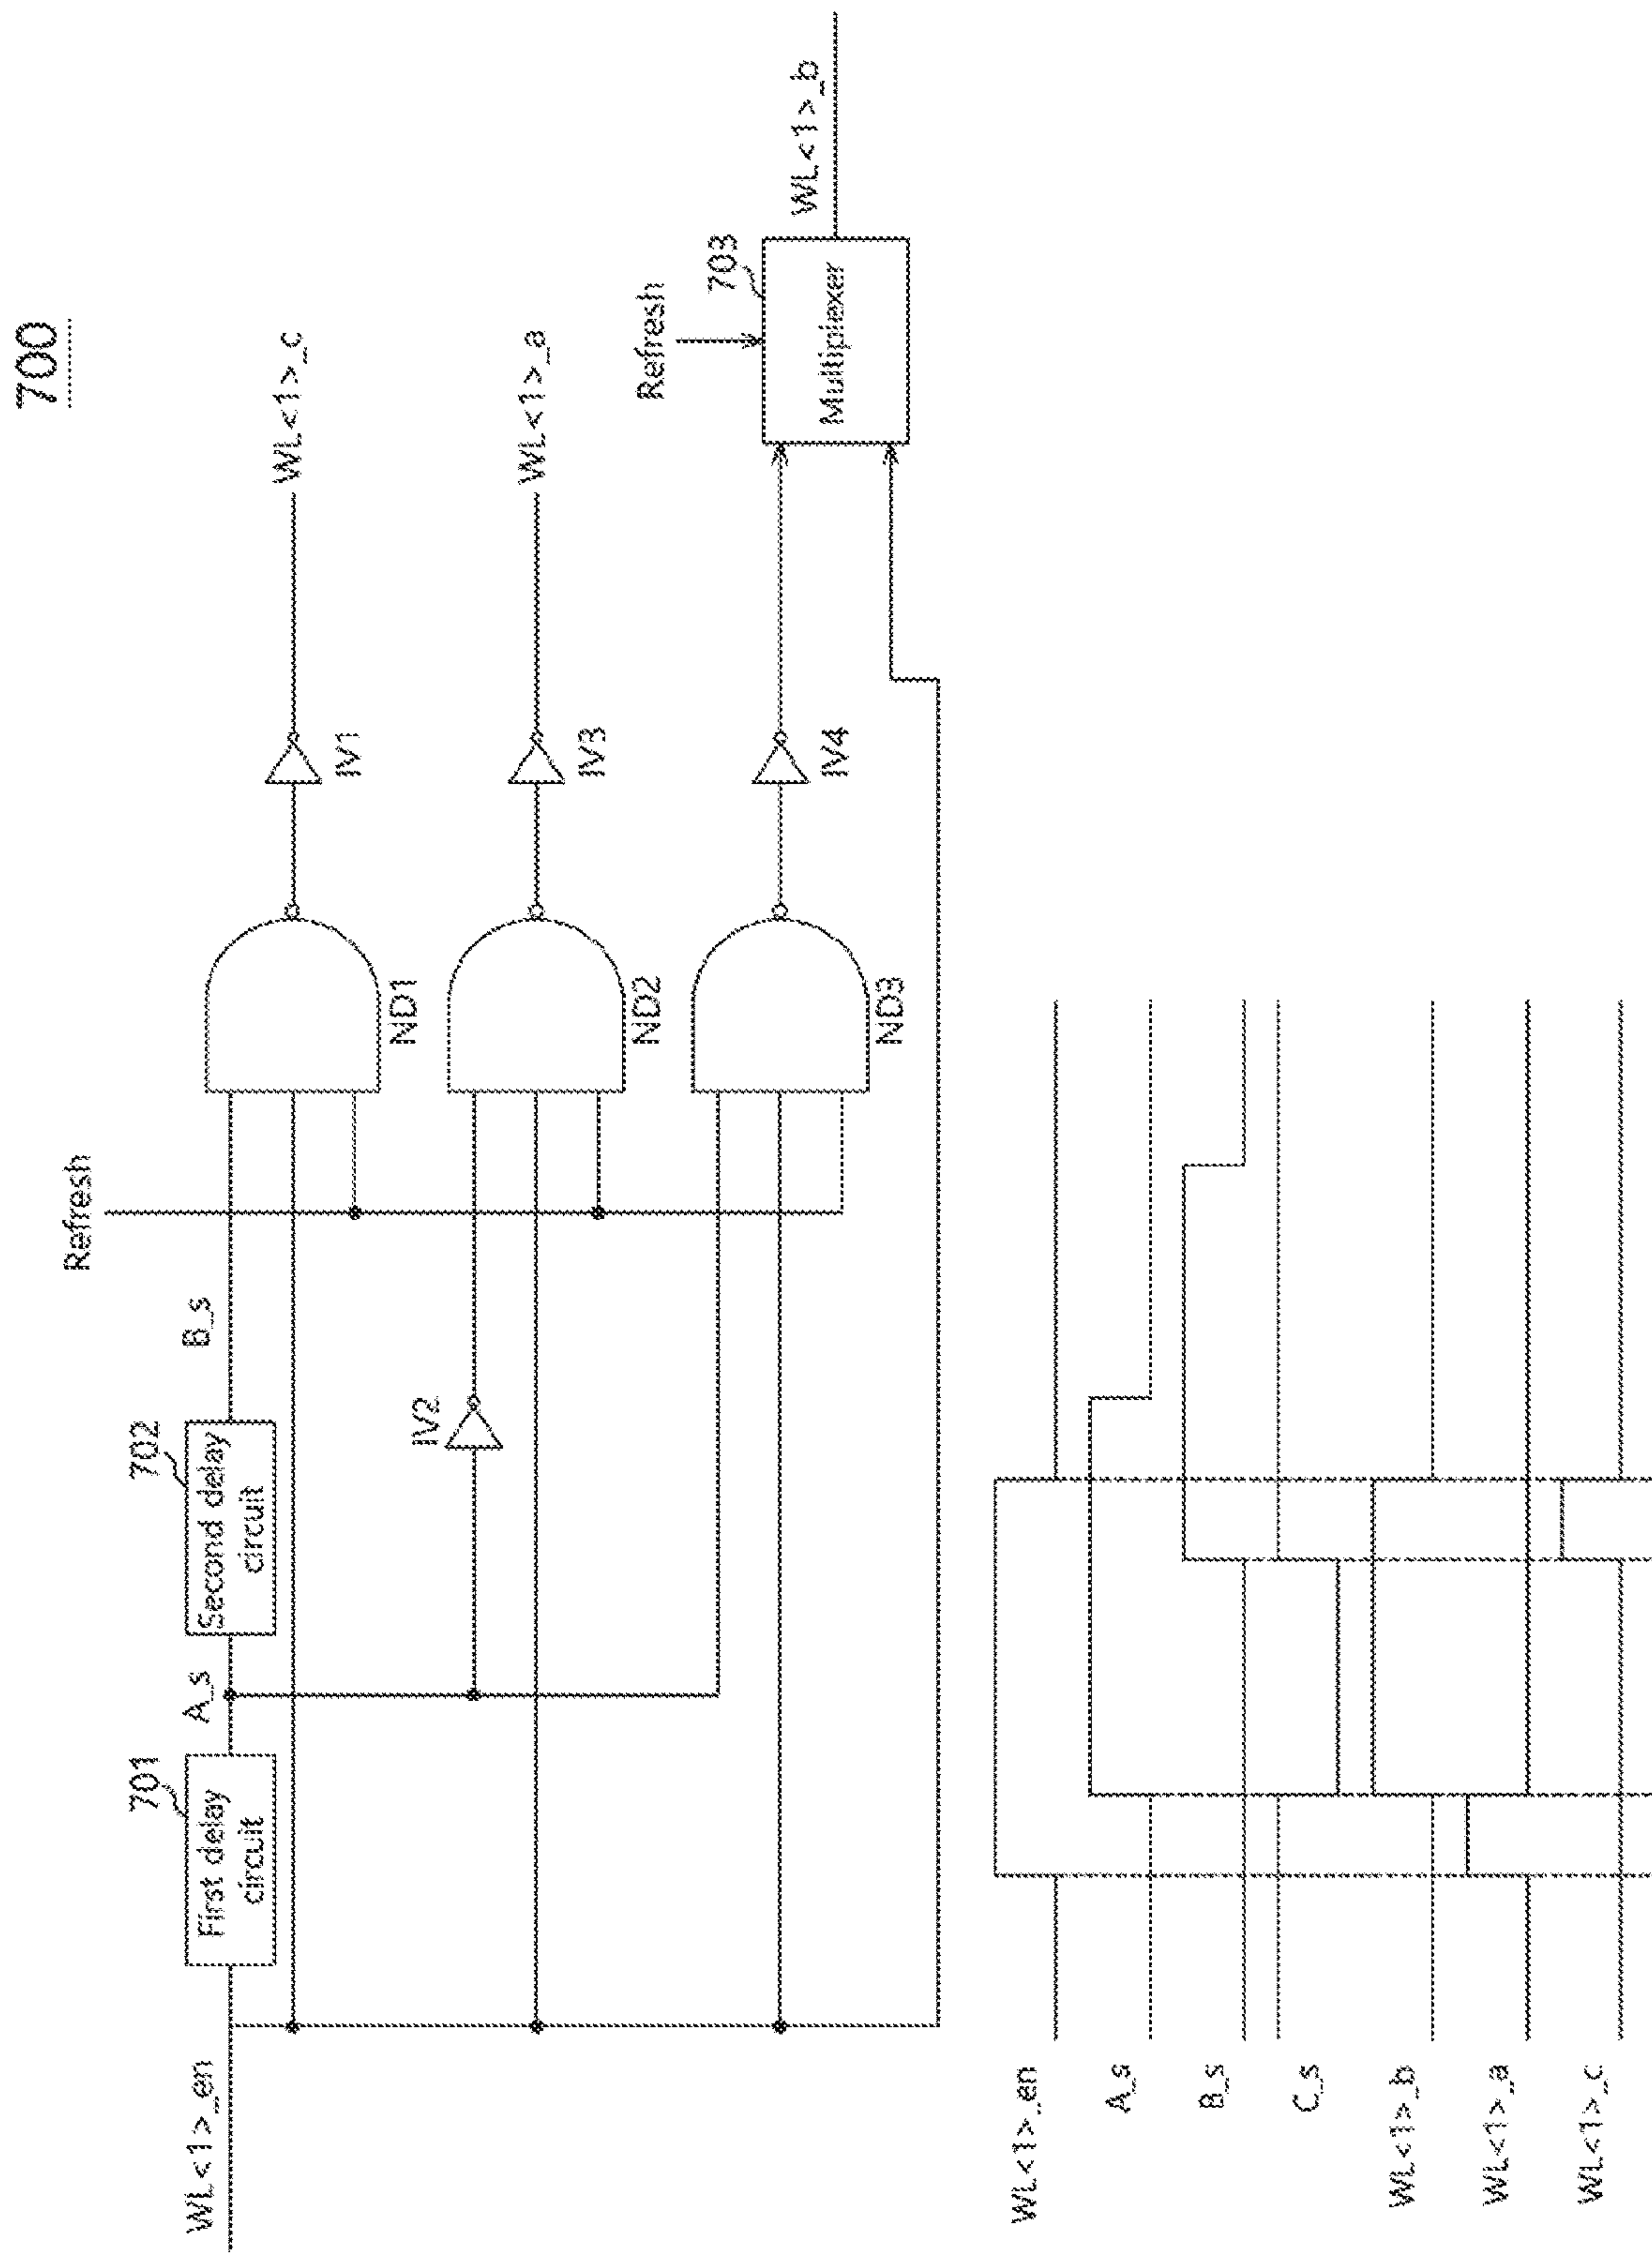 700
Refresh
WL<1>_en
701
First delay
circuit
A_s
702
Second delay
circuit
B_s
ND1
IV1
WL<1>_c
IV2
ND2
IV3
WL<1>_a
ND3
IV4
Refresh
703
Multiplexer
WL<1>_b
WL<1>_en
A_s
B_s
C_s
WL<1>_b
WL<1>_a
WL<1>_c